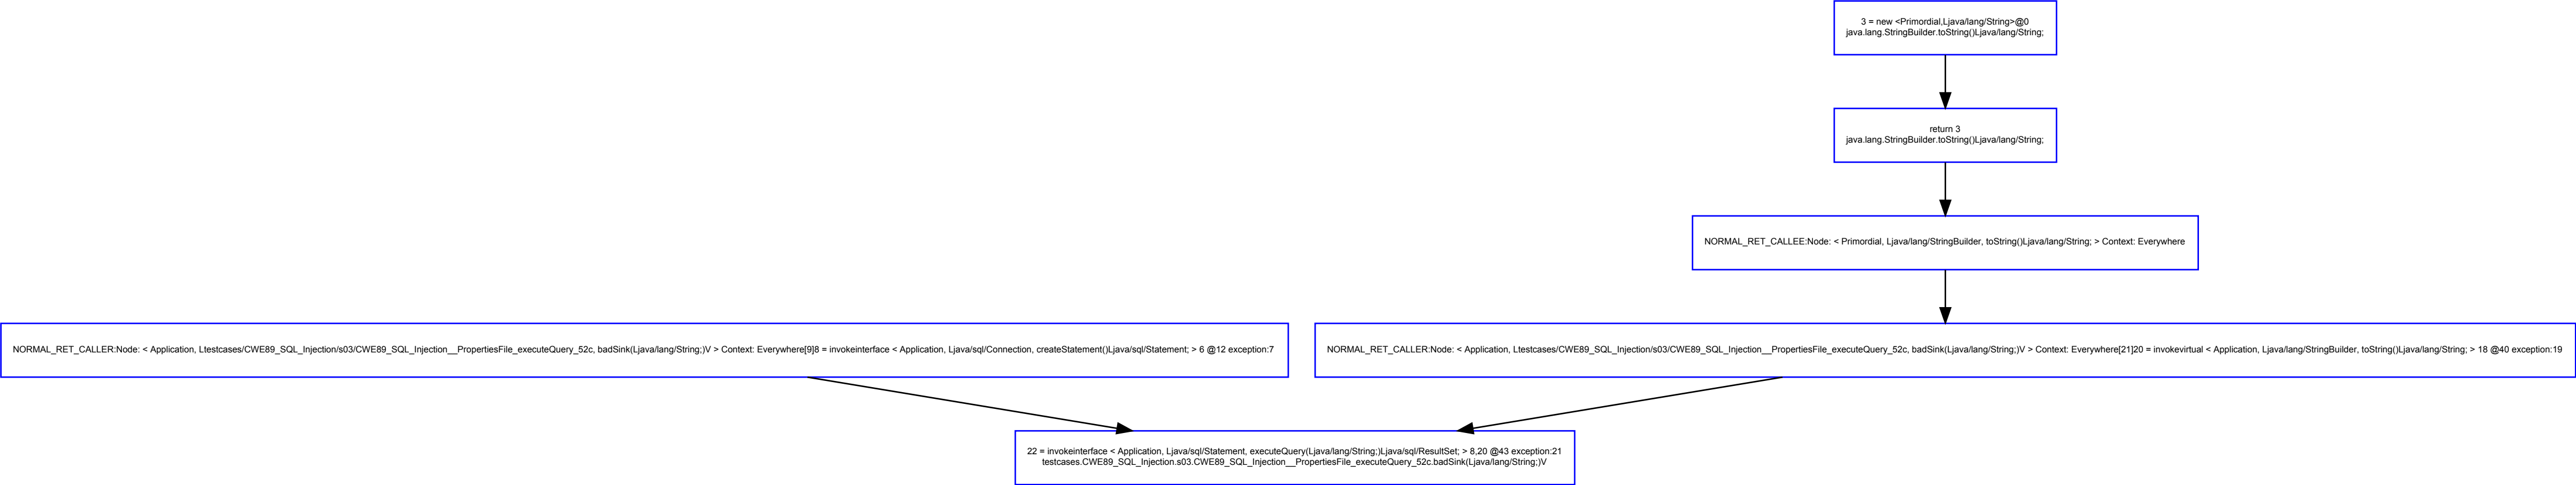 3 = new <Primordial,Ljava/lang/String>@0
java.lang.StringBuilder.toString()Ljava/lang/String;
return 3
java.lang.StringBuilder.toString()Ljava/lang/String;
NORMAL_RET_CALLEE:Node: < Primordial, Ljava/lang/StringBuilder, toString()Ljava/lang/String; > Context: Everywhere
NORMAL_RET_CALLER:Node: < Application, Ltestcases/CWE89_SQL_Injection/s03/CWE89_SQL_Injection__PropertiesFile_executeQuery_52c, badSink(Ljava/lang/String;)V > Context: Everywhere[9]8 = invokeinterface < Application, Ljava/sql/Connection, createStatement()Ljava/sql/Statement; > 6 @12 exception:7
NORMAL_RET_CALLER:Node: < Application, Ltestcases/CWE89_SQL_Injection/s03/CWE89_SQL_Injection__PropertiesFile_executeQuery_52c, badSink(Ljava/lang/String;)V > Context: Everywhere[21]20 = invokevirtual < Application, Ljava/lang/StringBuilder, toString()Ljava/lang/String; > 18 @40 exception:19
22 = invokeinterface < Application, Ljava/sql/Statement, executeQuery(Ljava/lang/String;)Ljava/sql/ResultSet; > 8,20 @43 exception:21
testcases.CWE89_SQL_Injection.s03.CWE89_SQL_Injection__PropertiesFile_executeQuery_52c.badSink(Ljava/lang/String;)V